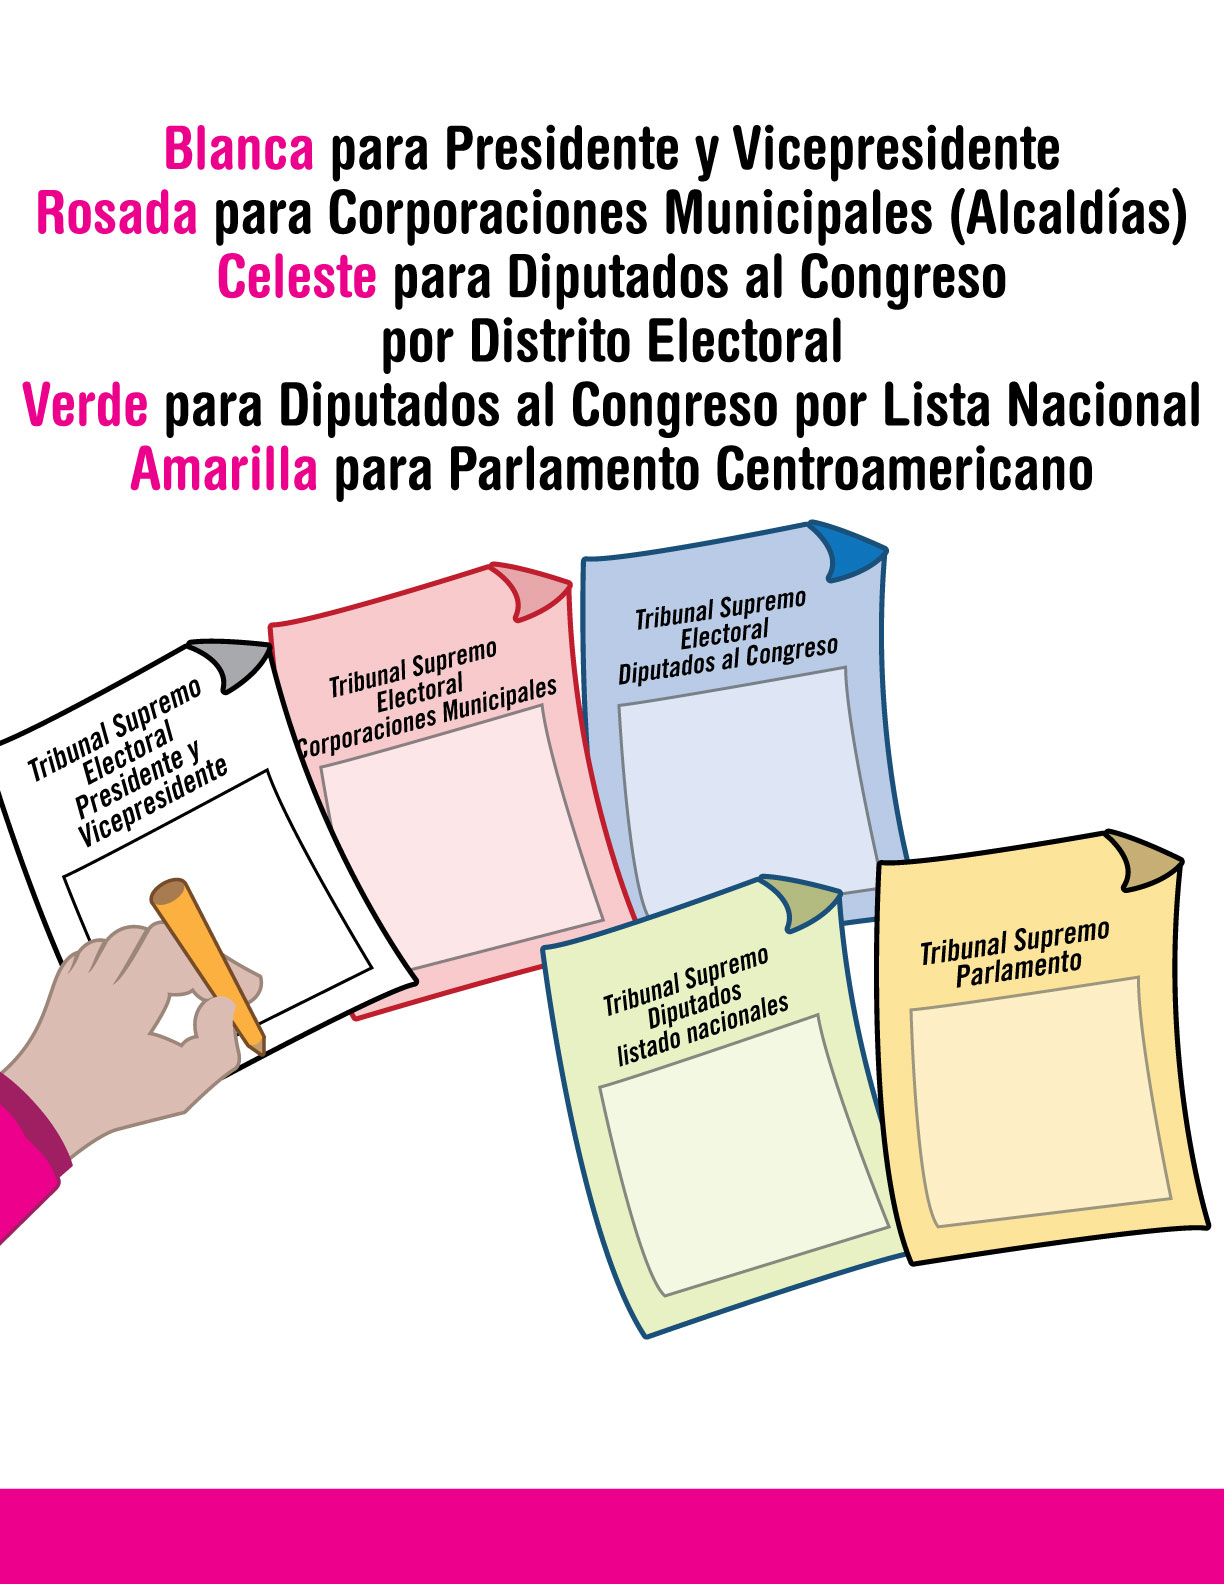 Blanca para Presidente y Vicepresidente
Rosada para Corporaciones Municipales (Alcaldías)
Celeste para Diputados al Congreso
por Distrito Electoral
Verde para Diputados al Congreso por Lista Nacional
Amarilla para Parlamento Centroamericano
Tribunal Supremo
Electoral
Presidente y
Vicepresidente
Tribunal Supremo
Electoral
Corporaciones Municipales
Tribunal Supremo
Electoral
Diputados al Congreso
Tribunal Supremo
Diputados
listado nacionales
Tribunal Supremo
Parlamento